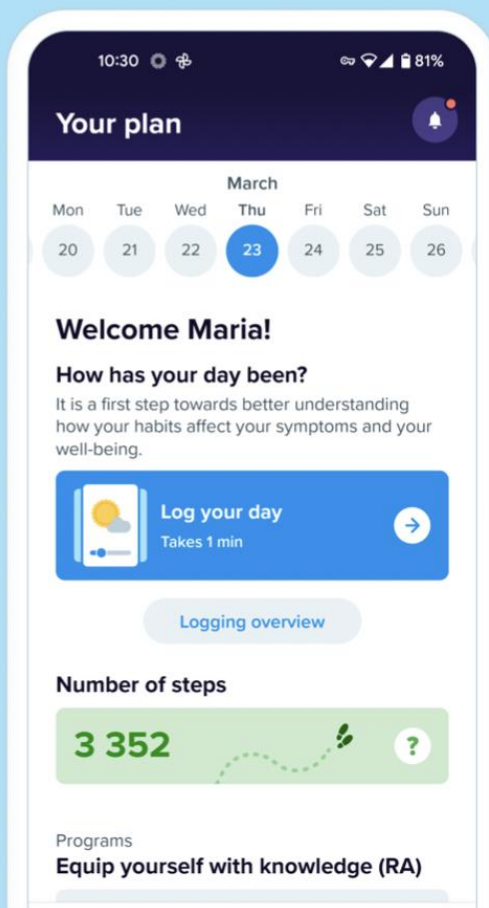 10:30 81%
Your plan
March
Mon Tue Wed Thu Fri Sat Sun
20 21 22 23 24 25 26
Welcome Maria!
How has your day been?
It is a first step towards better understanding
how your habits affect your symptoms and your
well-being.
Log your day
Takes 1 min
Logging overview
Number of steps
3 352
?
Programs
Equip yourself with knowledge (RA)